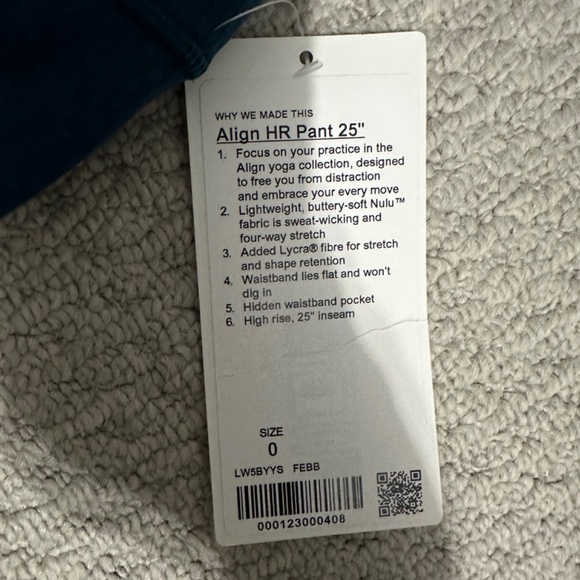 WHY WE MADE THIS
Align HR Pant 25"
1. Focus on your practice in the
Align yoga collection, designed
to free you from distraction
and embrace your every move
2. Lightweight, buttery-soft Nulu™
fabric is sweat-wicking and
four-way stretch
3. Added Lycra® fibre for stretch
and shape retention
4. Waistband lies flat and won't
dig in
5. Hidden waistband pocket
6. High rise, 25" inseam
SIZE
0
LW5BYYS FEBB
000123000408